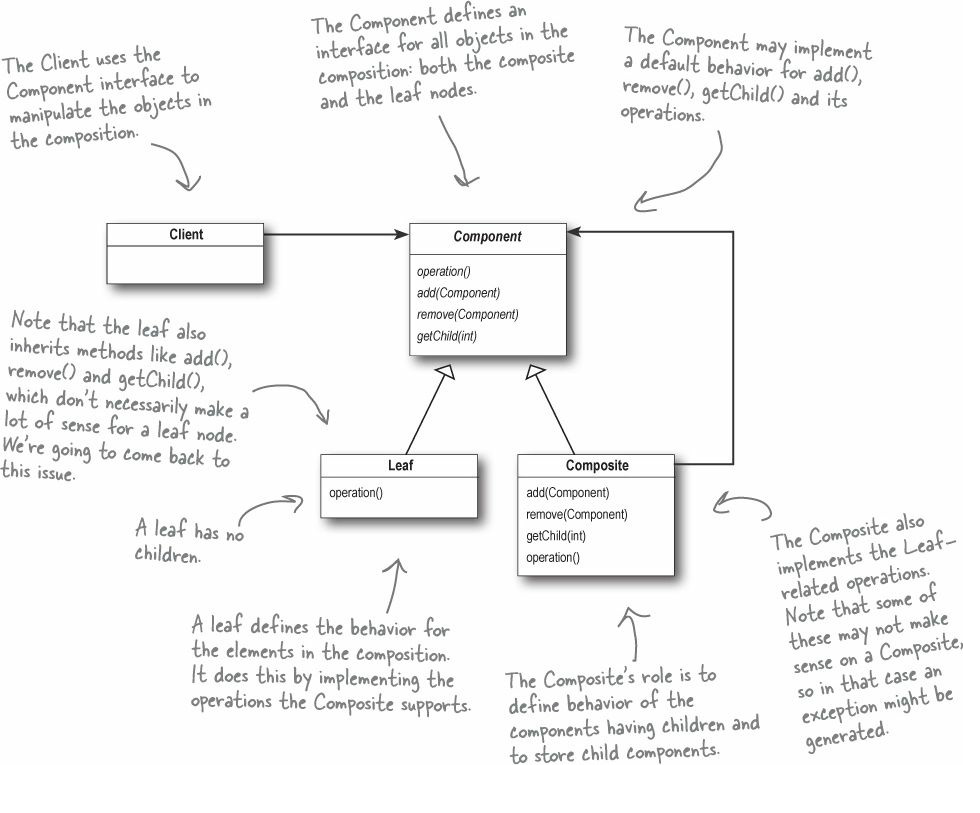 The Client uses the
Component interface to
manipulate the objects in
the composition.
The Component defines an
interface for all objects in the
composition: both the composite
and the leaf nodes.
The Component may implement
a default behavior for add(),
remove(), getChild() and its
operations.
Client
Component
operation()
add(Component)
remove(Component)
getChild(int)
Note that the leaf also
inherits methods like add(),
remove() and getChild(),
which don't necessarily make a
lot of sense for a leaf node.
We're going to come back to
this issue.
Leaf
operation()
Composite
add(Component)
remove(Component)
getChild(int)
operation()
A leaf has no
children.
A leaf defines the behavior for
the elements in the composition.
It does this by implementing the
operations the Composite supports.
The Composite's role is to
define behavior of the
components having children and
to store child components.
The Composite also
implements the Leaf-
related operations.
Note that some of
these may not make
sense on a Composite,
so in that case an
exception might be
generated.